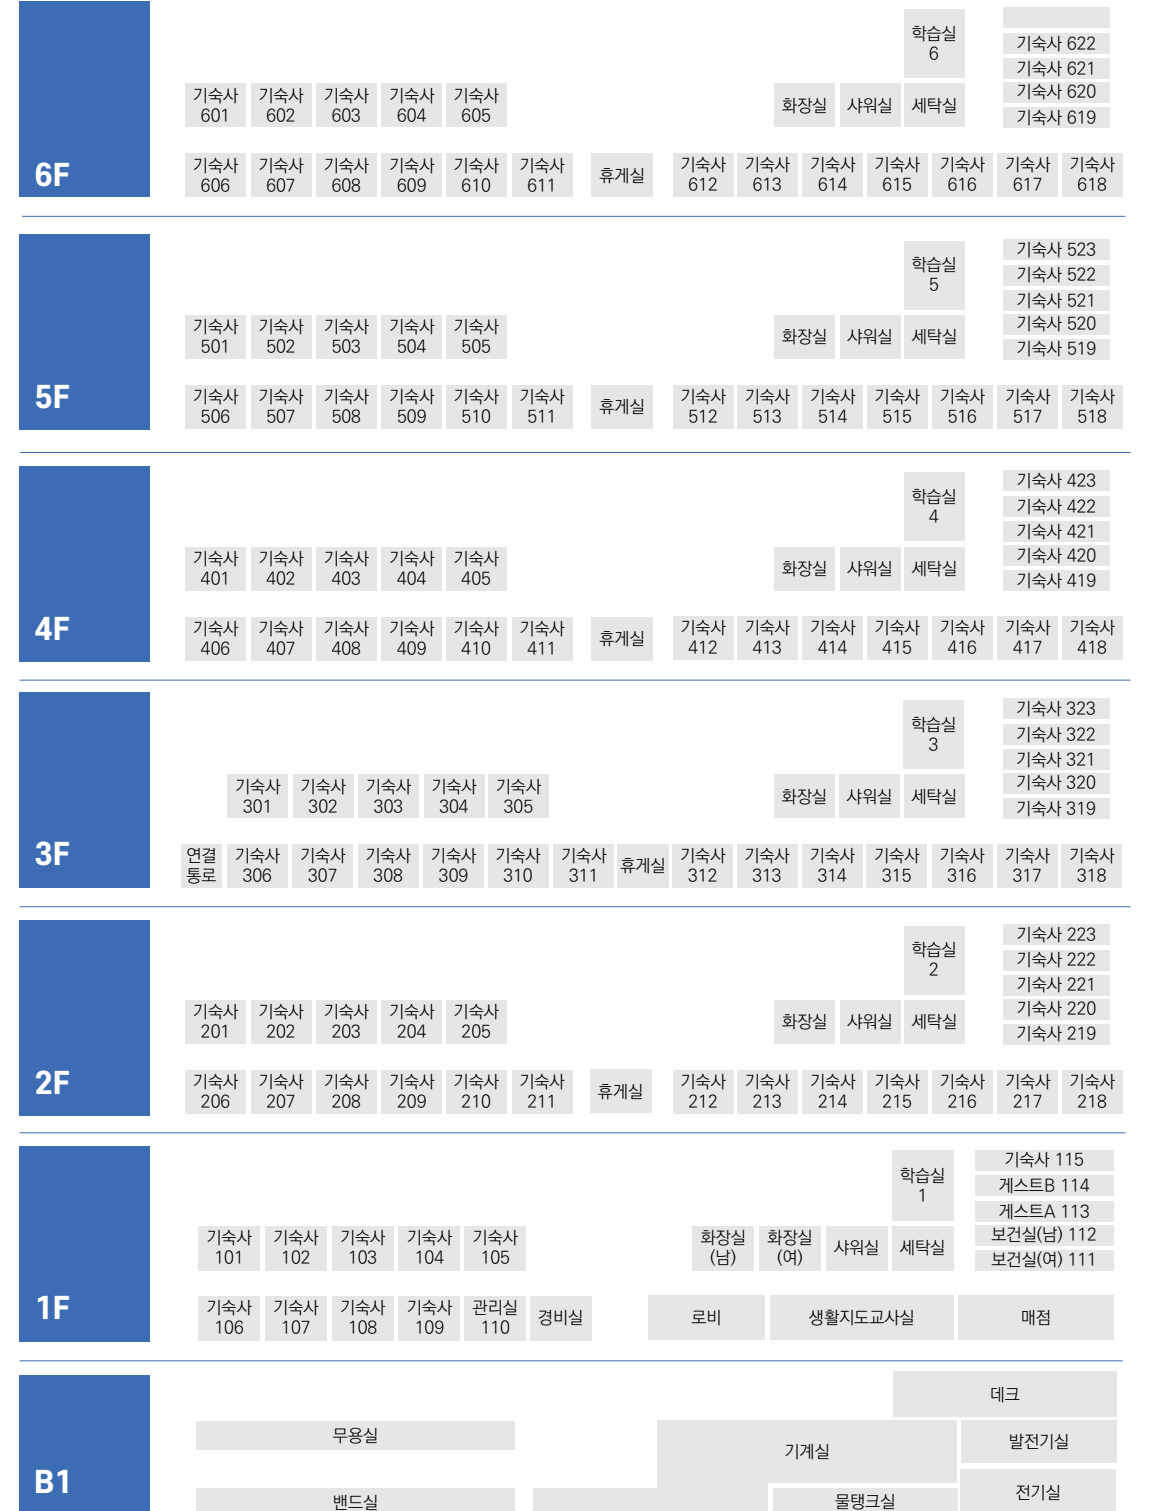 6F
학습실
6
기숙사 622
기숙사 621
기숙사 620
기숙사 619
기숙사 기숙사 기숙사 기숙사 기숙사
601 602 603 604 605
화장실 샤워실 세탁실
기숙사 기숙사 기숙사 기숙사 기숙사 기숙사
606 607 608 609 610 611
휴게실
기숙사 기숙사 기숙사 기숙사 기숙사 기숙사 기숙사
612 613 614 615 616 617 618
5F
학습실
5
기숙사 523
기숙사 522
기숙사 521
기숙사 520
기숙사 519
기숙사 기숙사 기숙사 기숙사 기숙사
501 502 503 504 505
화장실 샤워실 세탁실
기숙사 기숙사 기숙사 기숙사 기숙사 기숙사
506 507 508 509 510 511
휴게실
기숙사 기숙사 기숙사 기숙사 기숙사 기숙사 기숙사
512 513 514 515 516 517 518
4F
학습실
4
기숙사 423
기숙사 422
기숙사 421
기숙사 420
기숙사 419
기숙사 기숙사 기숙사 기숙사 기숙사
401 402 403 404 405
화장실 샤워실 세탁실
기숙사 기숙사 기숙사 기숙사 기숙사 기숙사
406 407 408 409 410 411
휴게실
기숙사 기숙사 기숙사 기숙사 기숙사 기숙사 기숙사
412 413 414 415 416 417 418
3F
학습실
3
기숙사 323
기숙사 322
기숙사 321
기숙사 320
기숙사 319
기숙사 기숙사 기숙사 기숙사 기숙사
301 302 303 304 305
화장실 샤워실 세탁실
연결
통로
기숙사 기숙사 기숙사 기숙사 기숙사 기숙사
306 307 308 309 310 311
휴게실
기숙사 기숙사 기숙사 기숙사 기숙사 기숙사 기숙사
312 313 314 315 316 317 318
2F
학습실
2
기숙사 223
기숙사 222
기숙사 221
기숙사 220
기숙사 219
기숙사 기숙사 기숙사 기숙사 기숙사
201 202 203 204 205
화장실 샤워실 세탁실
기숙사 기숙사 기숙사 기숙사 기숙사 기숙사
206 207 208 209 210 211
휴게실
기숙사 기숙사 기숙사 기숙사 기숙사 기숙사 기숙사
212 213 214 215 216 217 218
1F
학습실
1
기숙사 115
게스트B 114
게스트A 113
보건실(남) 112
보건실(여) 111
기숙사 기숙사 기숙사 기숙사 기숙사
101 102 103 104 105
화장실 화장실
(남) (여)
샤워실 세탁실
기숙사 기숙사 기숙사 기숙사 관리실
106 107 108 109 110
경비실 로비 생활지도교사실 매점
B1
데크
무용실
기계실
발전기실
밴드실
물탱크실
전기실